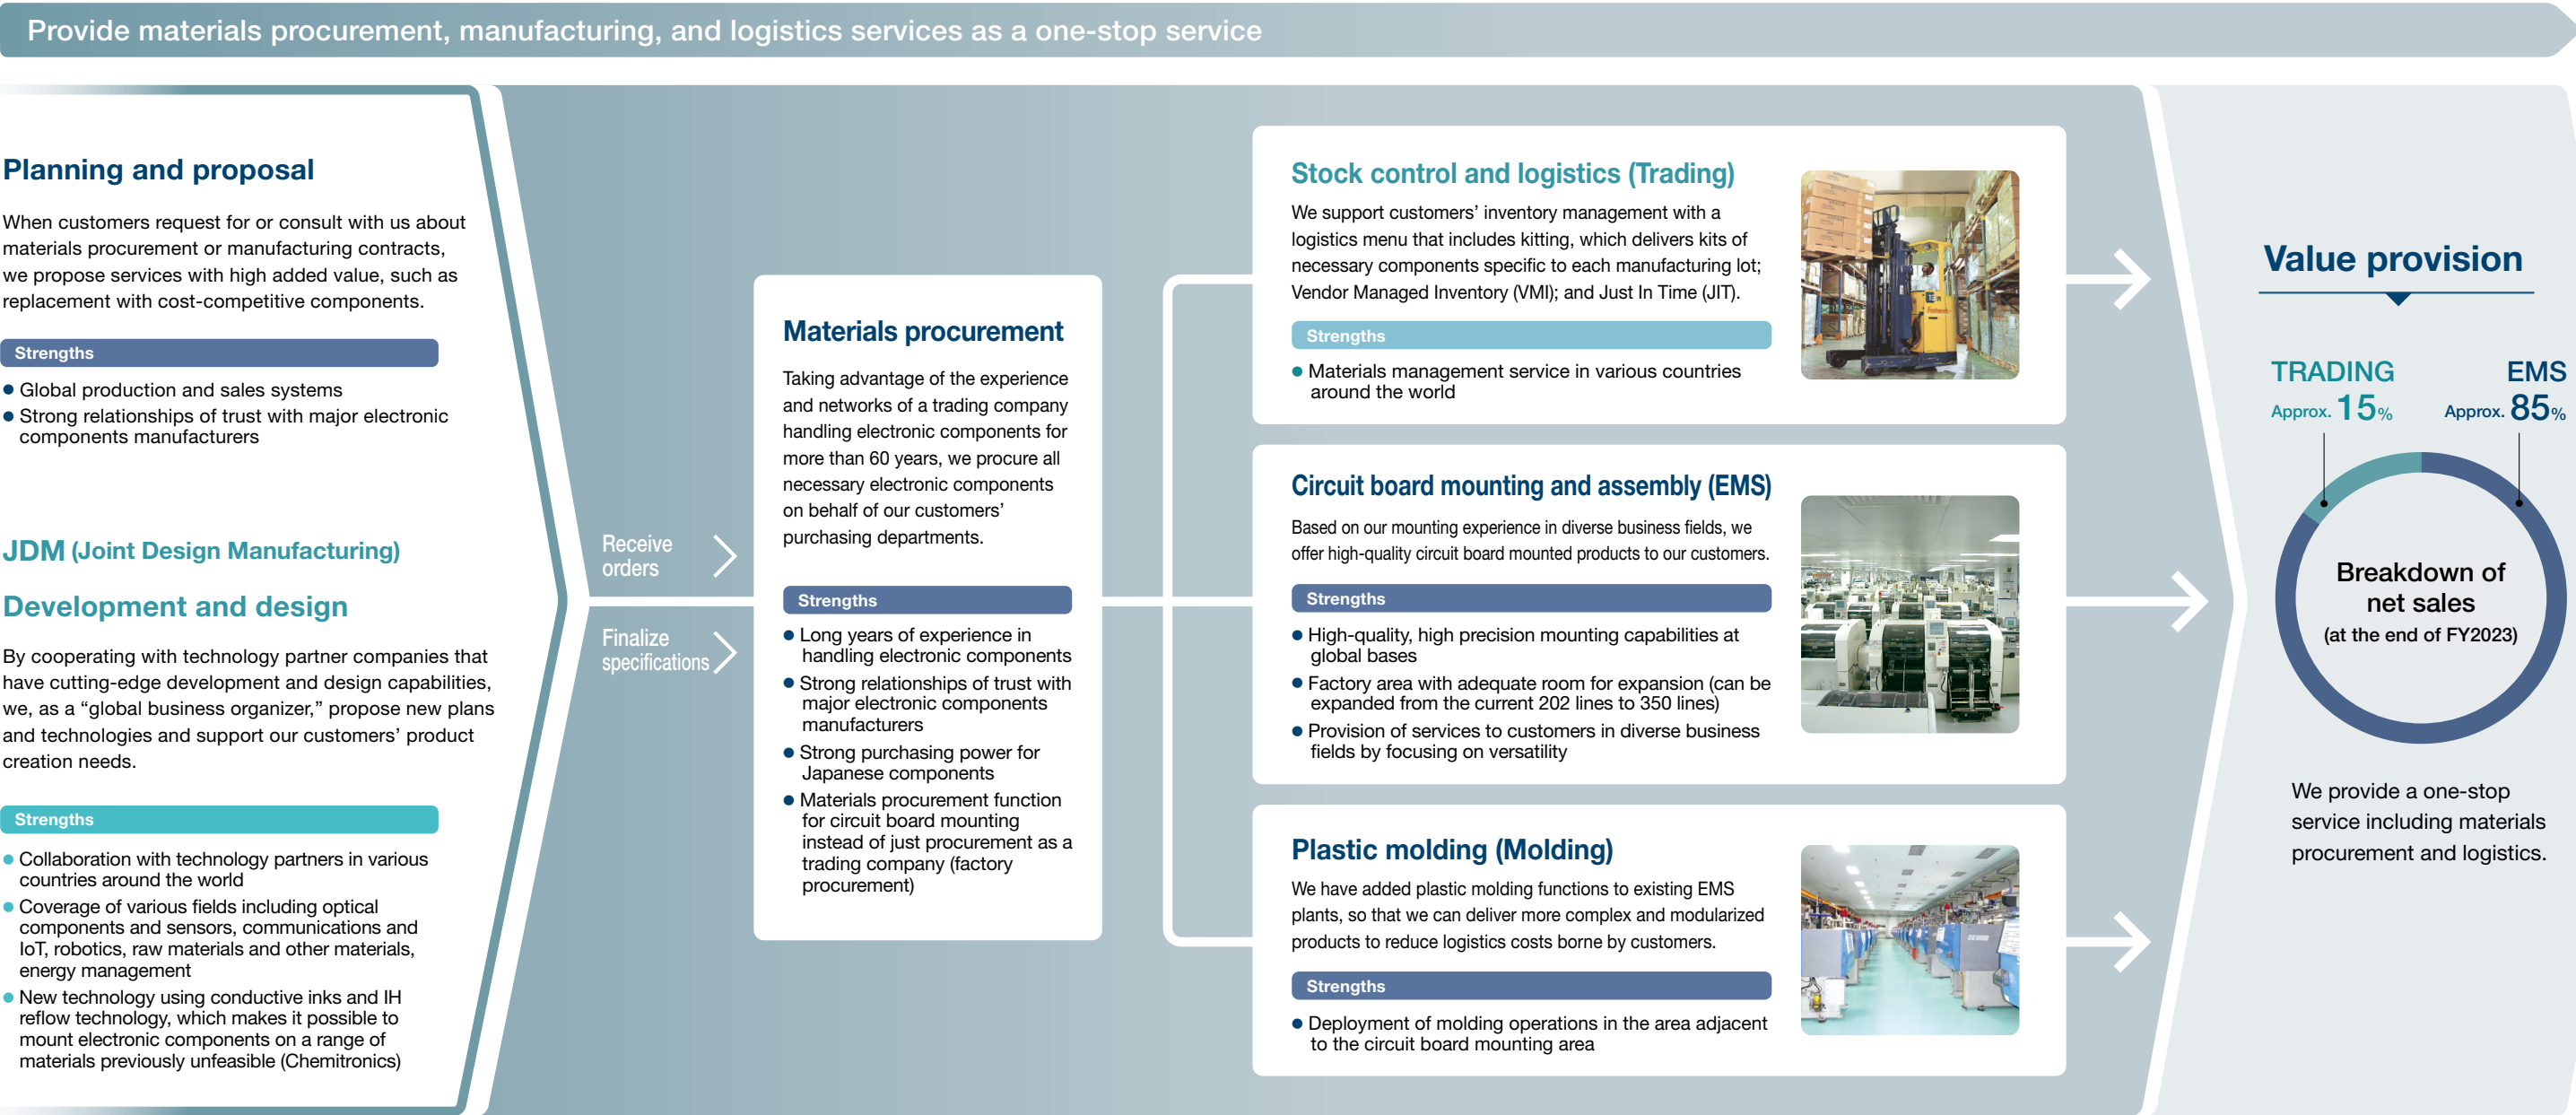 Provide materials procurement, manufacturing, and logistics services as a one-stop service
Planning and proposal
When customers request for or consult with us about
materials procurement or manufacturing contracts,
we propose services with high added value, such as
replacement with cost-competitive components.
Strengths
● Global production and sales systems
● Strong relationships of trust with major electronic
components manufacturers
JDM (Joint Design Manufacturing)
Development and design
By cooperating with technology partner companies that
have cutting-edge development and design capabilities,
we, as a “global business organizer,” propose new plans
and technologies and support our customers’ product
creation needs.
Strengths
● Collaboration with technology partners in various
countries around the world
● Coverage of various fields including optical
components and sensors, communications and
IoT, robotics, raw materials and other materials,
energy management
● New technology using conductive inks and IH
reflow technology, which makes it possible to
mount electronic components on a range of
materials previously unfeasible (Chemitronics)
Receive
orders
Finalize
specifications
Materials procurement
Taking advantage of the experience
and networks of a trading company
handling electronic components for
more than 60 years, we procure all
necessary electronic components
on behalf of our customers’
purchasing departments.
Strengths
● Long years of experience in
handling electronic components
● Strong relationships of trust with
major electronic components
manufacturers
● Strong purchasing power for
Japanese components
● Materials procurement function
for circuit board mounting
instead of just procurement as a
trading company (factory
procurement)
Stock control and logistics (Trading)
We support customers’ inventory management with a
logistics menu that includes kitting, which delivers kits of
necessary components specific to each manufacturing lot;
Vendor Managed Inventory (VMI); and Just In Time (JIT).
Strengths
● Materials management service in various countries
around the world
Circuit board mounting and assembly (EMS)
Based on our mounting experience in diverse business fields, we
offer high-quality circuit board mounted products to our customers.
Strengths
● High-quality, high precision mounting capabilities at
global bases
● Factory area with adequate room for expansion (can be
expanded from the current 202 lines to 350 lines)
● Provision of services to customers in diverse business
fields by focusing on versatility
Plastic molding (Molding)
We have added plastic molding functions to existing EMS
plants, so that we can deliver more complex and modularized
products to reduce logistics costs borne by customers.
Strengths
● Deployment of molding operations in the area adjacent
to the circuit board mounting area
Value provision
TRADING
Approx. 15%
EMS
Approx. 85%
Breakdown of
net sales
(at the end of FY2023)
We provide a one-stop
service including materials
procurement and logistics.